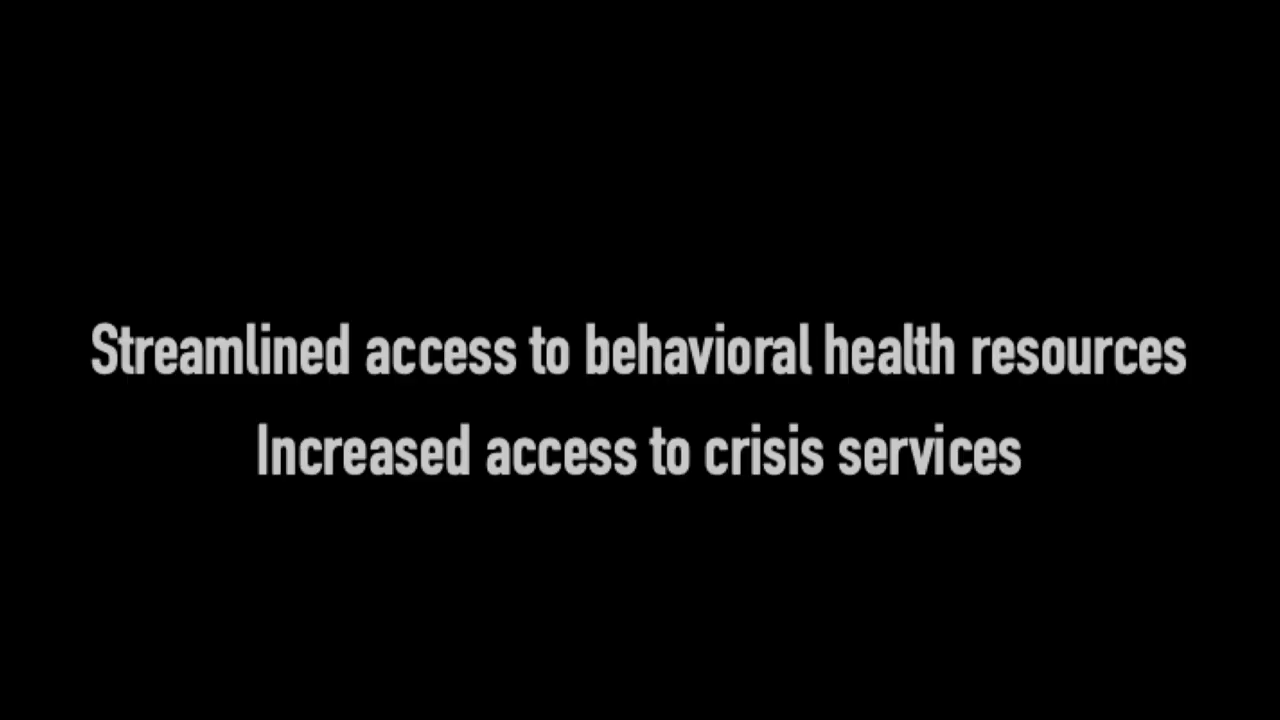 Streamlined access to behavioral health resources
Increased access to crisis services